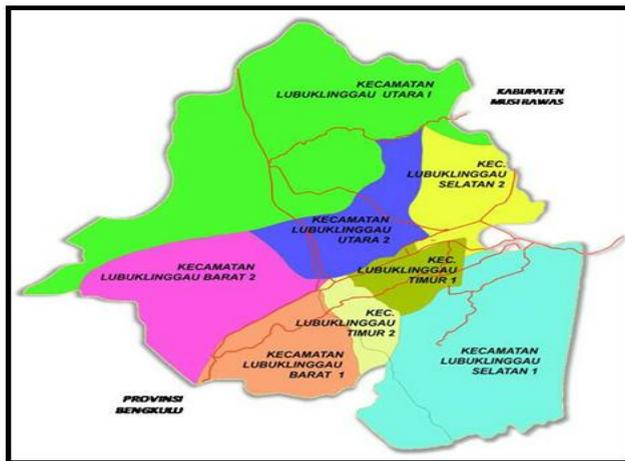 KECAMATAN
LUBUKLINGGAU UTARA I
KABUPATEN
MUSI RAWAS
KEC.
LUBUKLINGGAU
SELATAN 2
KECAMATAN
LUBUKLINGGAU
UTARA 2
KECAMATAN
LUBUKLINGGAU BARAT 2
KEC.
LUBUKLINGGAU
TIMUR 1
KEC.
LUBUKLINGGAU
TIMUR 2
KECAMATAN
LUBUKLINGGAU
BARAT 1
KECAMATAN
LUBUKLINGGAU
SELATAN 1
PROVINSI
BENGKULU